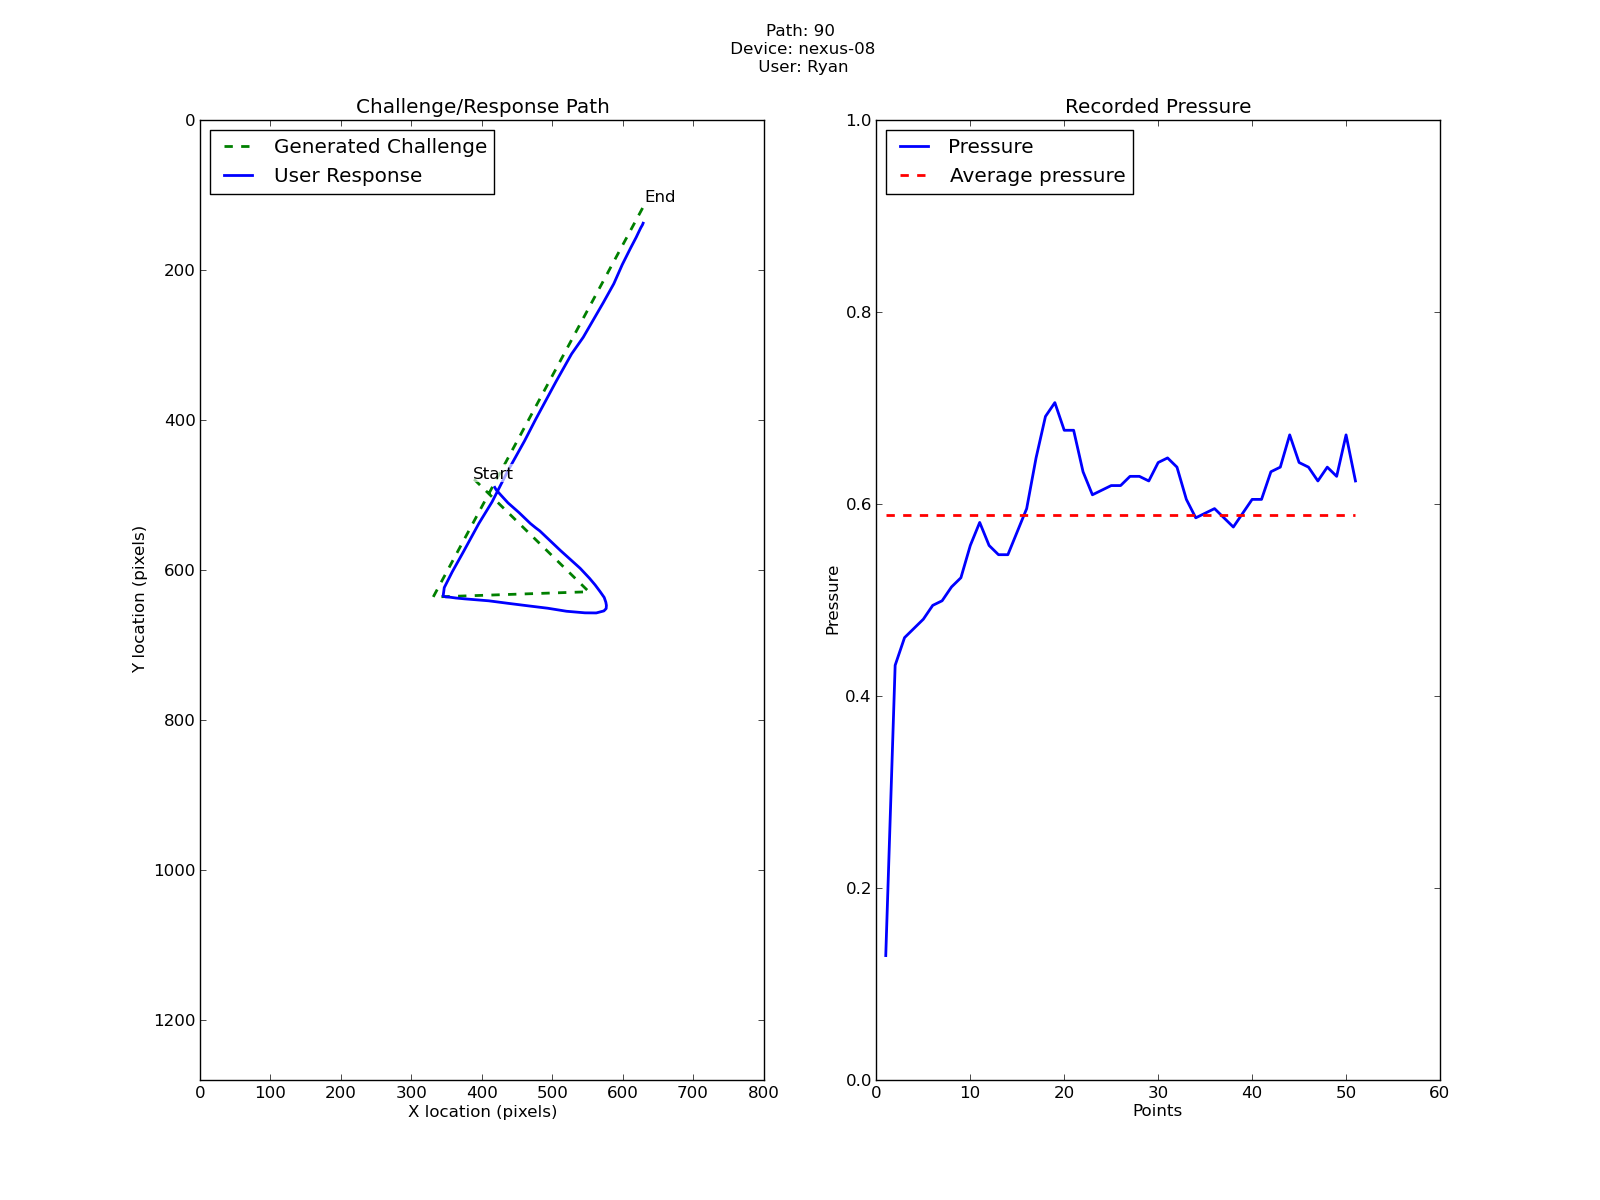 Path: 90
Device: nexus-08
User: Ryan
Challenge/Response Path
Generated Challenge
User Response
End
Start
0
200
400
600
800
1000
1200
Y location (pixels)
0 100 200 300 400 500 600 700 800
X location (pixels)
Recorded Pressure
Pressure
Average pressure
1.0
0.8
0.6
0.4
0.2
0.0
Pressure
0 10 20 30 40 50 60
Points